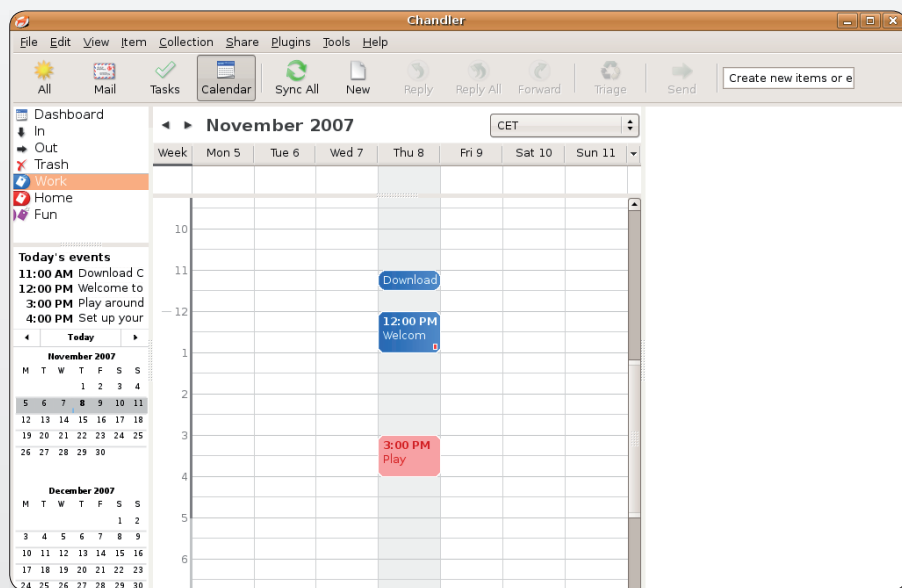 Chandler
File Edit View Item Collection Share Plugins Tools Help
All Mail Tasks Calendar Sync All New Reply Reply All Forward Triage Send Create new items or e
Dashboard
In
Out
Trash
Work
Home
Fun
Today's events
11:00 AM Download C
12:00 PM Welcome to
3:00 PM Play around
4:00 PM Set up your
Today
November 2007
M T W T F S S
1 2 3 4
5 6 7 8 9 10 11
12 13 14 15 16 17 18
19 20 21 22 23 24 25
26 27 28 29 30
December 2007
M T W T F S S
1 2
3 4 5 6 7 8 9
10 11 12 13 14 15 16
17 18 19 20 21 22 23
24 25 26 27 28 29 30
November 2007 CET
Week Mon 5 Tue 6 Wed 7 Thu 8 Fri 9 Sat 10 Sun 11
10
11
Download
12
12:00 PM
Welcom
1
2
3
3:00 PM
Play
4
5
6